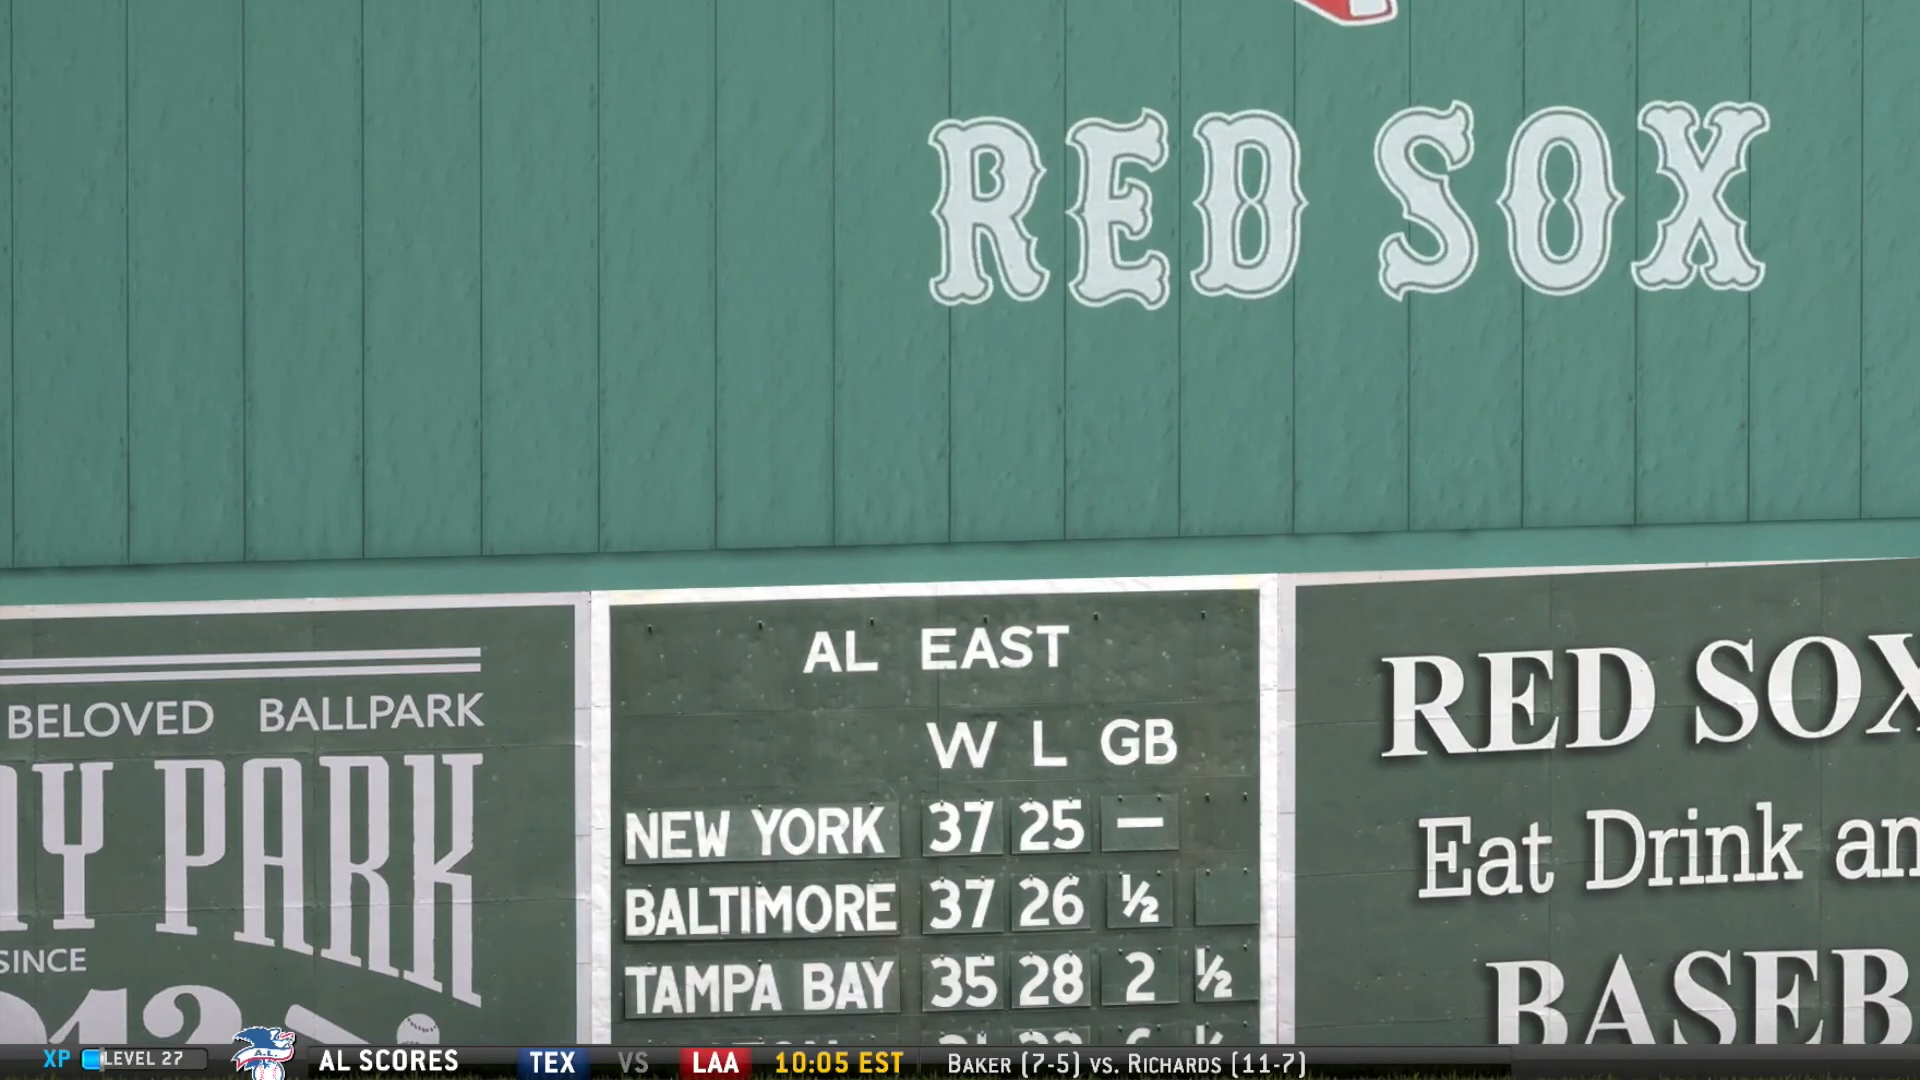 RED SOX
BELOVED BALLPARK
PARK
SINCE
AL EAST
W L GB
NEW YORK 37 25 —
BALTIMORE 37 26 ½
TAMPA BAY 35 28 2 ½
RED SOX
Eat Drink
XP LEVEL 27 A.L. AL SCORES TEX VS LAA 10:05 EST BAKER (7-5) VS. RICHARDS (11-7)